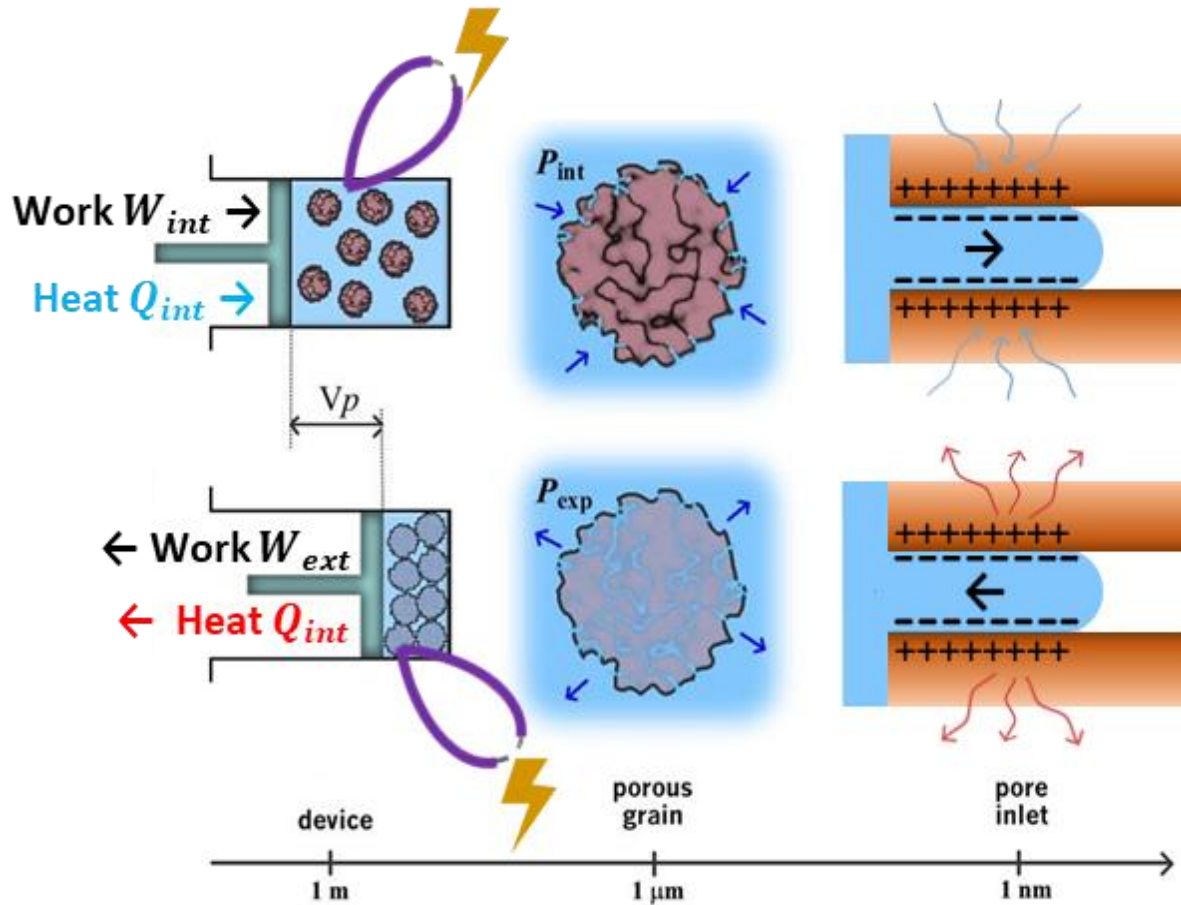 Work W_int →
Heat Q_int →
P_int
++++++++
– – – – – – – –
→
– – – – – – – –
++++++++
Vp
← Work W_ext
← Heat Q_int
P_exp
++++++++
– – – – – – – –
←
– – – – – – – –
++++++++
device
porous
grain
pore
inlet
1 m
1 μm
1 nm